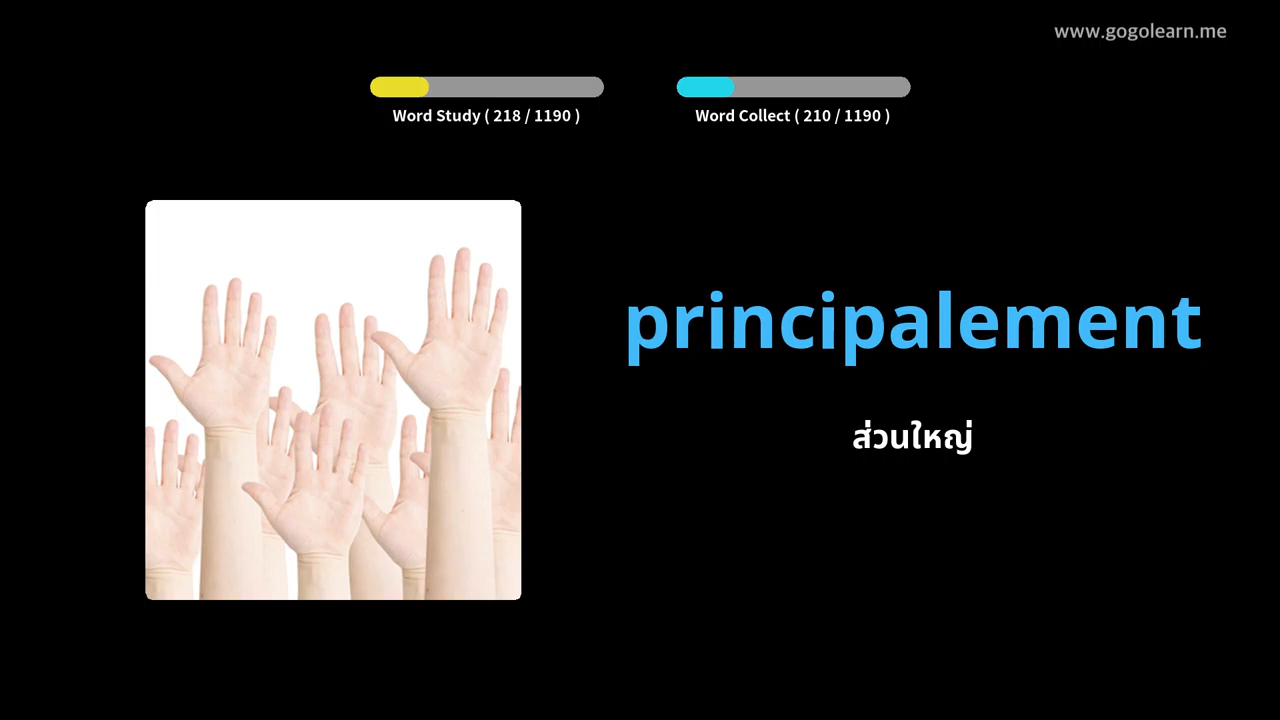 www.gogolearn.me
Word Study ( 218 / 1190 )
Word Collect ( 210 / 1190 )
principalement
ส่วนใหญ่